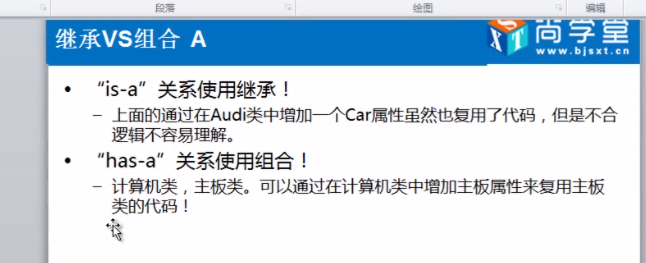 段落
绘图
编辑
继承VS组合 A
尚学堂
SXT
www.bjsxt.cn
• “is-a”关系使用继承！
– 上面的通过在Audi类中增加一个Car属性虽然也复用了代码，但是不合
逻辑不容易理解。
• “has-a”关系使用组合！
– 计算机类，主板类。可以通过在计算机类中增加主板属性来复用主板
类的代码！